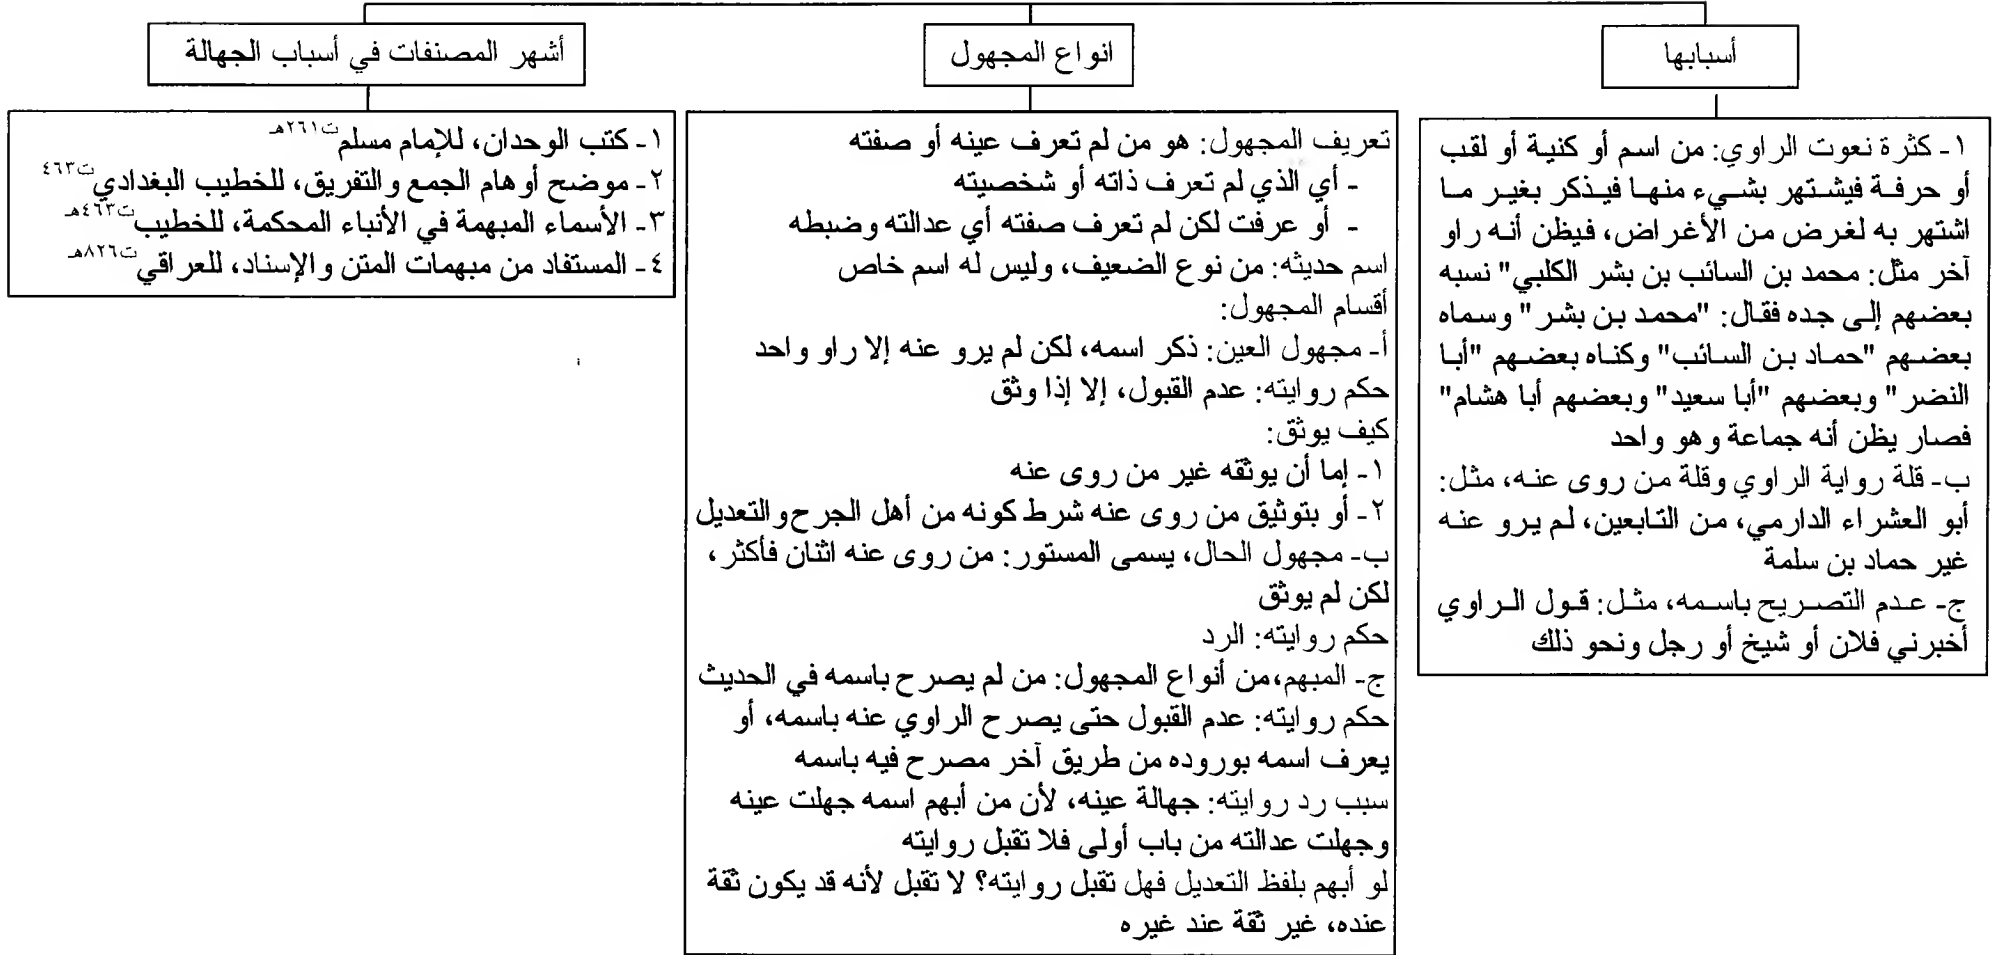 أسبابها
١- كثرة نعوت الراوي: من اسم أو كنية أو لقب
أو حرفة فيشتهر بشيء منها فيذكر بغير ما
اشتهر به لغرض من الأغراض، فيظن أنه راو
آخر مثل: محمد بن السائب بن بشر الكلبي" نسبه
بعضهم إلى جده فقال: "محمد بن بشر" وسماه
بعضهم "حماد بن السائب" وكناه بعضهم "أبا
النضر" وبعضهم "أبا سعيد" وبعضهم أبا هشام"
فصار يظن أنه جماعة وهو واحد
ب- قلة رواية الراوي وقلة من روى عنه، مثل:
أبو العشراء الدارمي، من التابعين، لم يرو عنه
غير حماد بن سلمة
ج- عدم التصريح باسمه، مثل: قول الراوي
أخبرني فلان أو شيخ أو رجل ونحو ذلك
انواع المجهول
تعريف المجهول: هو من لم تعرف عينه أو صفته
- أي الذي لم تعرف ذاته أو شخصيته
- أو عرفت لكن لم تعرف صفته أي عدالته وضبطه
اسم حديثه: من نوع الضعيف، وليس له اسم خاص
أقسام المجهول:
أ- مجهول العين: ذكر اسمه، لكن لم يرو عنه إلا راو واحد
حكم روايته: عدم القبول، إلا إذا وثق
كيف يوثق:
١- إما أن يوثقه غير من روى عنه
٢- أو بتوثيق من روى عنه شرط كونه من أهل الجرح والتعديل
ب- مجهول الحال، يسمى المستور: من روى عنه اثنان فأكثر،
لكن لم يوثق
حكم روايته: الرد
ج- المبهم،من أنواع المجهول: من لم يصرح باسمه في الحديث
حكم روايته: عدم القبول حتى يصرح الراوي عنه باسمه، أو
يعرف اسمه بوروده من طريق آخر مصرح فيه باسمه
سبب رد روايته: جهالة عينه، لأن من أبهم اسمه جهلت عينه
وجهلت عدالته من باب أولى فلا تقبل روايته
لو أبهم بلفظ التعديل فهل تقبل روايته؟ لا تقبل لأنه قد يكون ثقة
عنده، غير ثقة عند غيره
أشهر المصنفات في أسباب الجهالة
١- كتب الوحدان، للإمام مسلم ت٢٦١هـ
٢- موضح أوهام الجمع والتفريق، للخطيب البغدادي ت٤٦٣
٣- الأسماء المبهمة في الأنباء المحكمة، للخطيب ت٤٦٣هـ
٤- المستفاد من مبهمات المتن والإسناد، للعراقي ت٨٢٦هـ